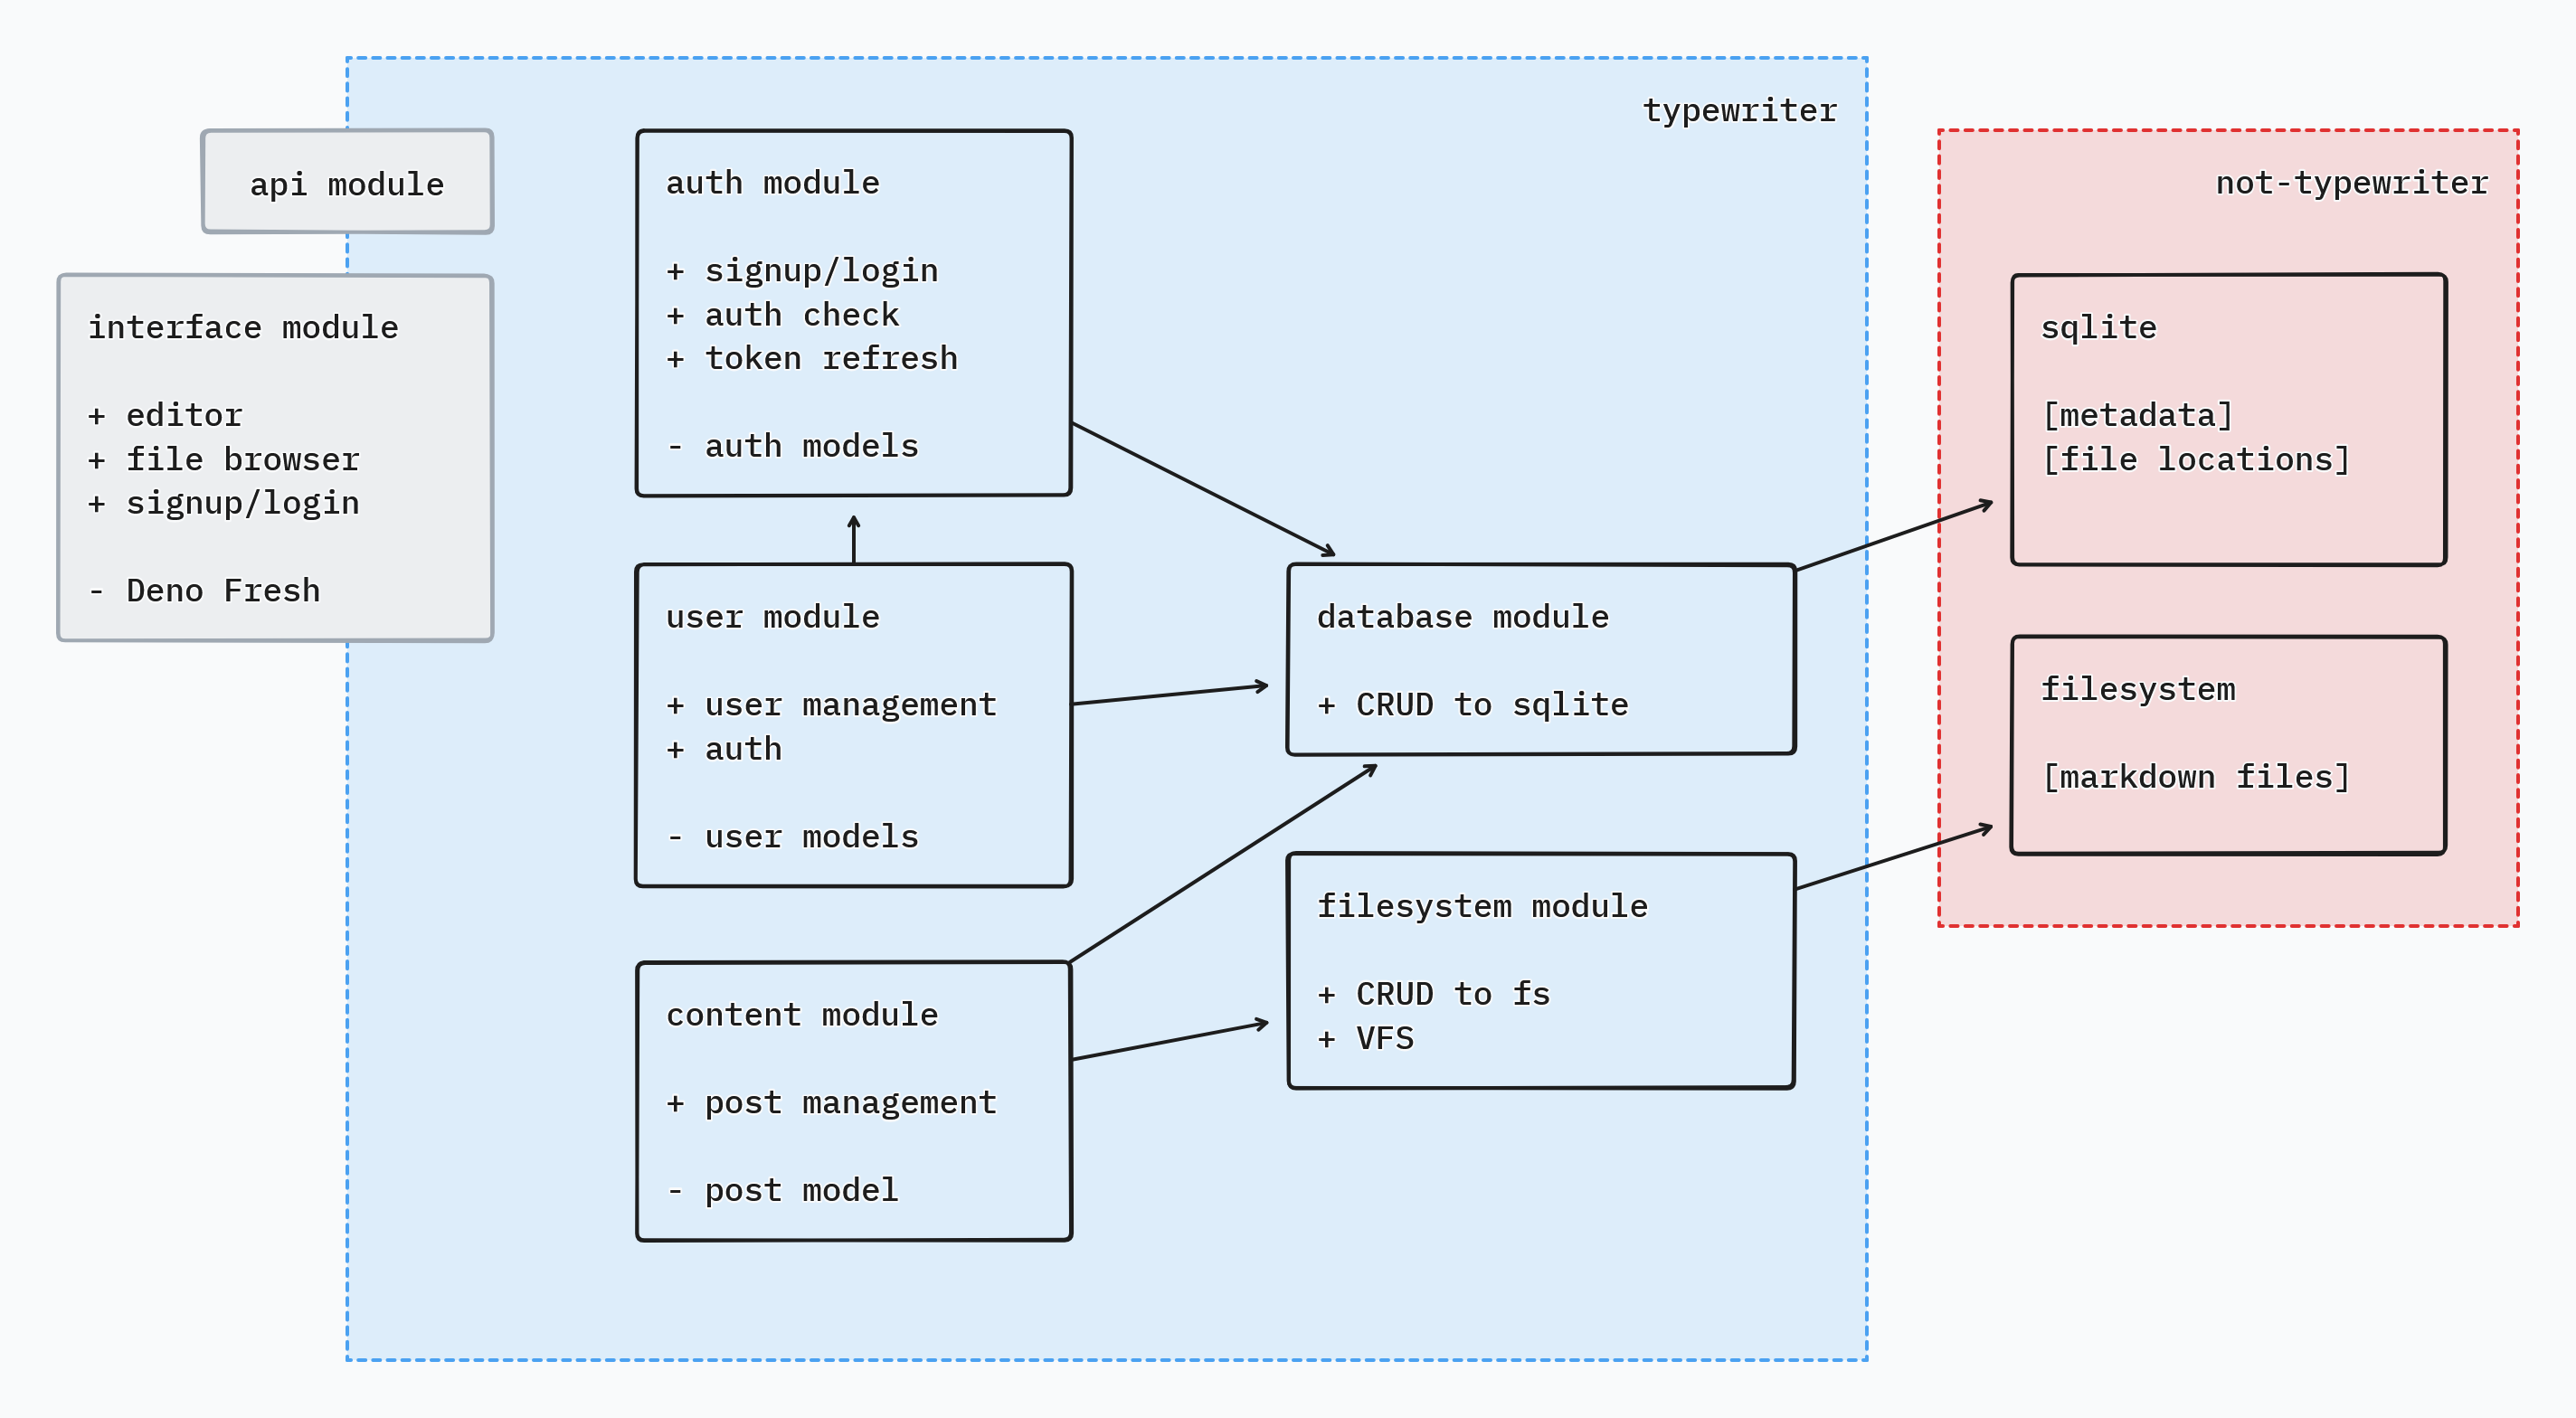 typewriter
api module
interface module
+ editor
+ file browser
+ signup/login
- Deno Fresh
auth module
+ signup/login
+ auth check
+ token refresh
- auth models
user module
+ user management
+ auth
- user models
content module
+ post management
- post model
database module
+ CRUD to sqlite
filesystem module
+ CRUD to fs
+ VFS
not-typewriter
sqlite
[metadata]
[file locations]
filesystem
[markdown files]